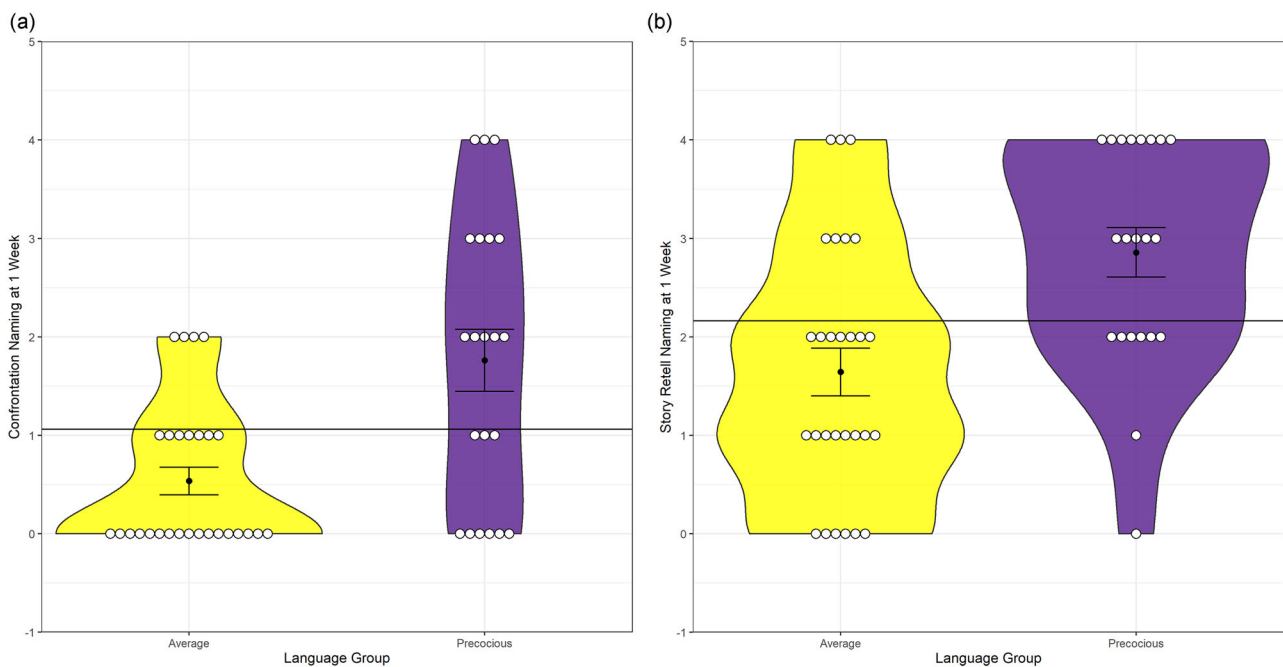 (a)
5
4
3
2
1
0
-1
Confrontation Naming at 1 Week
Average
Precocious
Language Group
(b)
5
4
3
2
1
0
-1
Story Retell Naming at 1 Week
Average
Precocious
Language Group